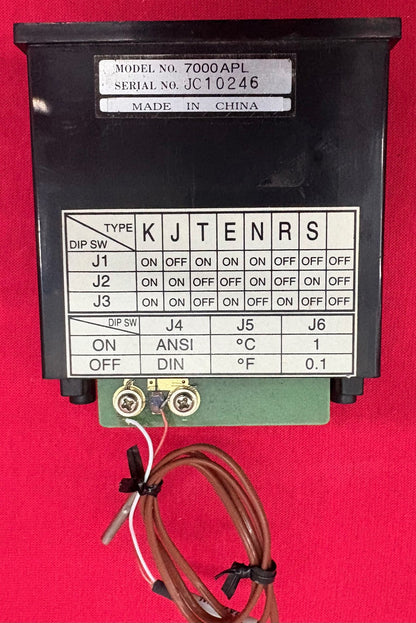 MODEL NO. 7000APL
SERIAL NO. JC10246
MADE IN CHINA
TYPE K J T E N R S
DIP SW
J1 ON OFF ON OFF ON OFF OFF OFF
J2 ON ON OFF OFF OFF ON OFF OFF
J3 ON ON OFF ON OFF ON OFF OFF
DIP SW J4 J5 J6
ON ANSI °C 1
OFF DIN °F 0.1